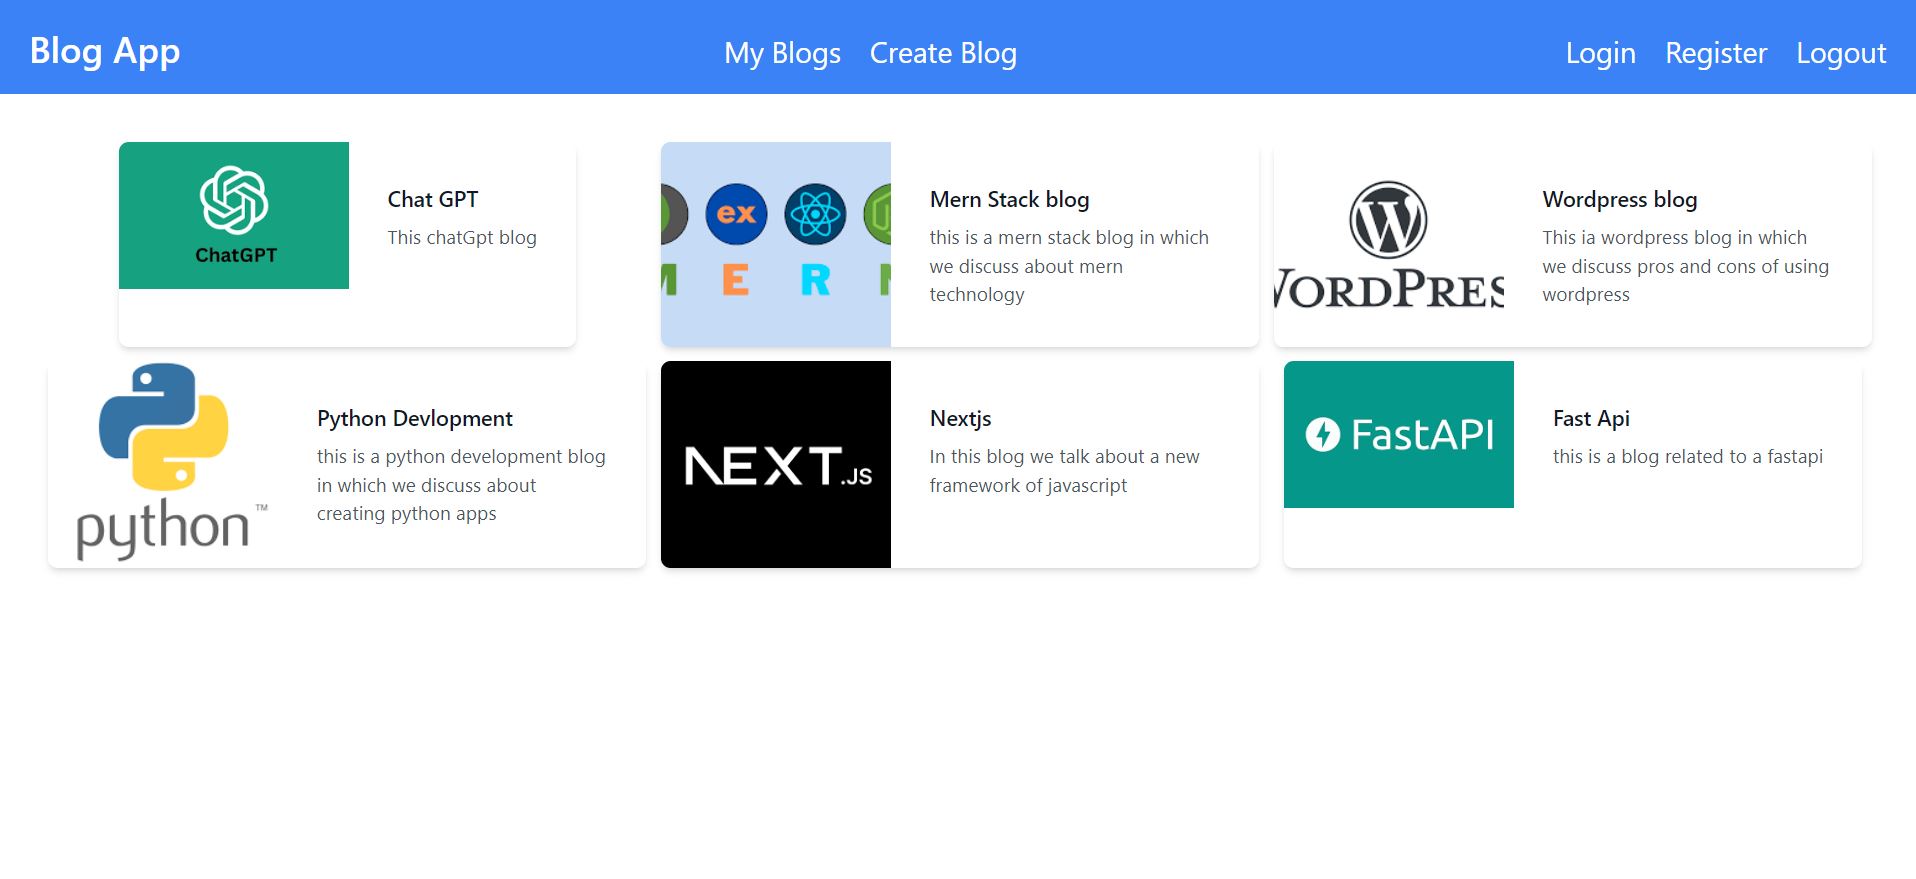 Blog App
My Blogs
Create Blog
Login
Register
Logout
ChatGPT
Chat GPT
This chatGpt blog
ex
M E R N
Mern Stack blog
this is a mern stack blog in which
we discuss about mern
technology
W
WORDPRES
Wordpress blog
This ia wordpress blog in which
we discuss pros and cons of using
wordpress
python™
Python Devlopment
this is a python development blog
in which we discuss about
creating python apps
NEXT.JS
Nextjs
In this blog we talk about a new
framework of javascript
FastAPI
Fast Api
this is a blog related to a fastapi